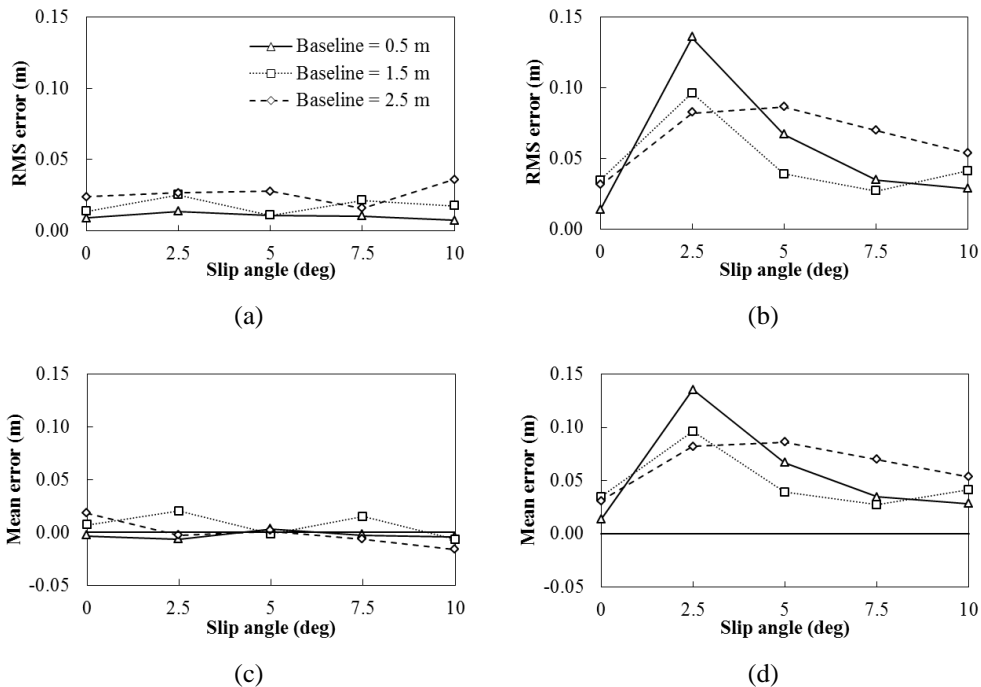 RMS error (m)
0.15
0.10
0.05
0.00
Baseline = 0.5 m
Baseline = 1.5 m
Baseline = 2.5 m
0 2.5 5 7.5 10
Slip angle (deg)
(a)
RMS error (m)
0.15
0.10
0.05
0.00
0 2.5 5 7.5 10
Slip angle (deg)
(b)
Mean error (m)
0.15
0.10
0.05
0.00
-0.05
0 2.5 5 7.5 10
Slip angle (deg)
(c)
Mean error (m)
0.15
0.10
0.05
0.00
-0.05
0 2.5 5 7.5 10
Slip angle (deg)
(d)